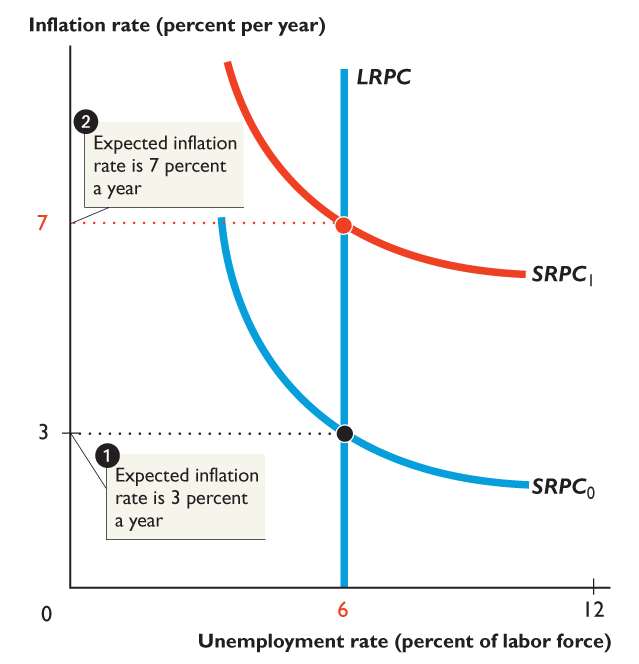 Inflation rate (percent per year)
LRPC
2
Expected inflation
rate is 7 percent
a year
7
SRPC₁
3
1
Expected inflation
rate is 3 percent
a year
SRPC₀
0
6
12
Unemployment rate (percent of labor force)